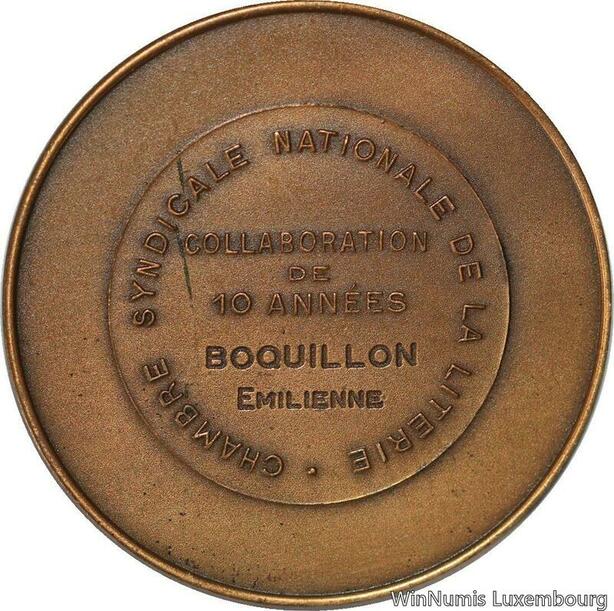 CHAMBRE SYNDICALE NATIONALE DE LA LITERIE •
COLLABORATION
DE
10 ANNÉES
BOQUILLON
EMILIENNE
WinNumis Luxembourg